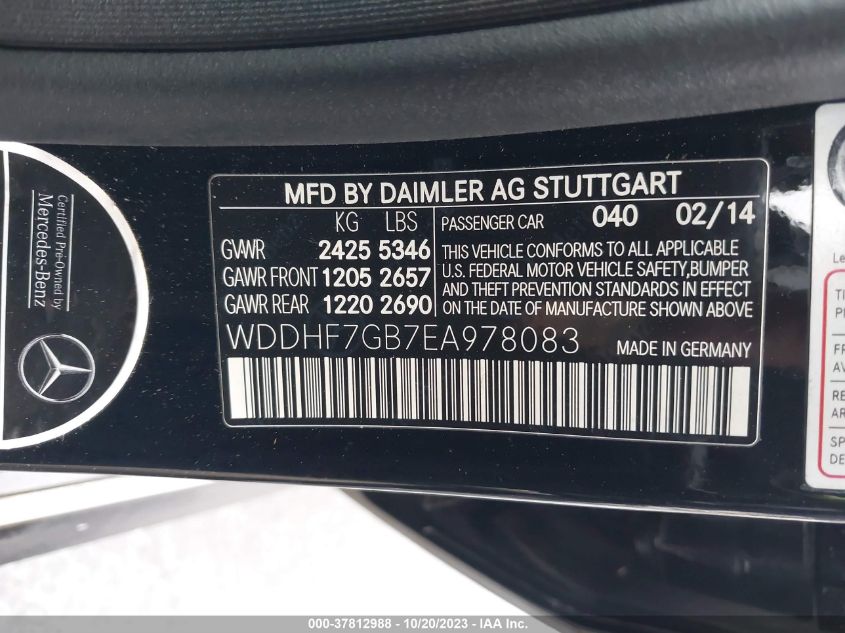 Certified Pre-Owned by
Mercedes-Benz
MFD BY DAIMLER AG STUTTGART
KG LBS
GVWR 2425 5346
GAWR FRONT 1205 2657
GAWR REAR 1220 2690
PASSENGER CAR 040 02/14
THIS VEHICLE CONFORMS TO ALL APPLICABLE
U.S. FEDERAL MOTOR VEHICLE SAFETY,BUMPER
AND THEFT PREVENTION STANDARDS IN EFFECT
ON THE DATE OF MANUFACTURE SHOWN ABOVE
WDDHF7GB7EA978083 MADE IN GERMANY
000-37812988 - 10/20/2023 - IAA Inc.